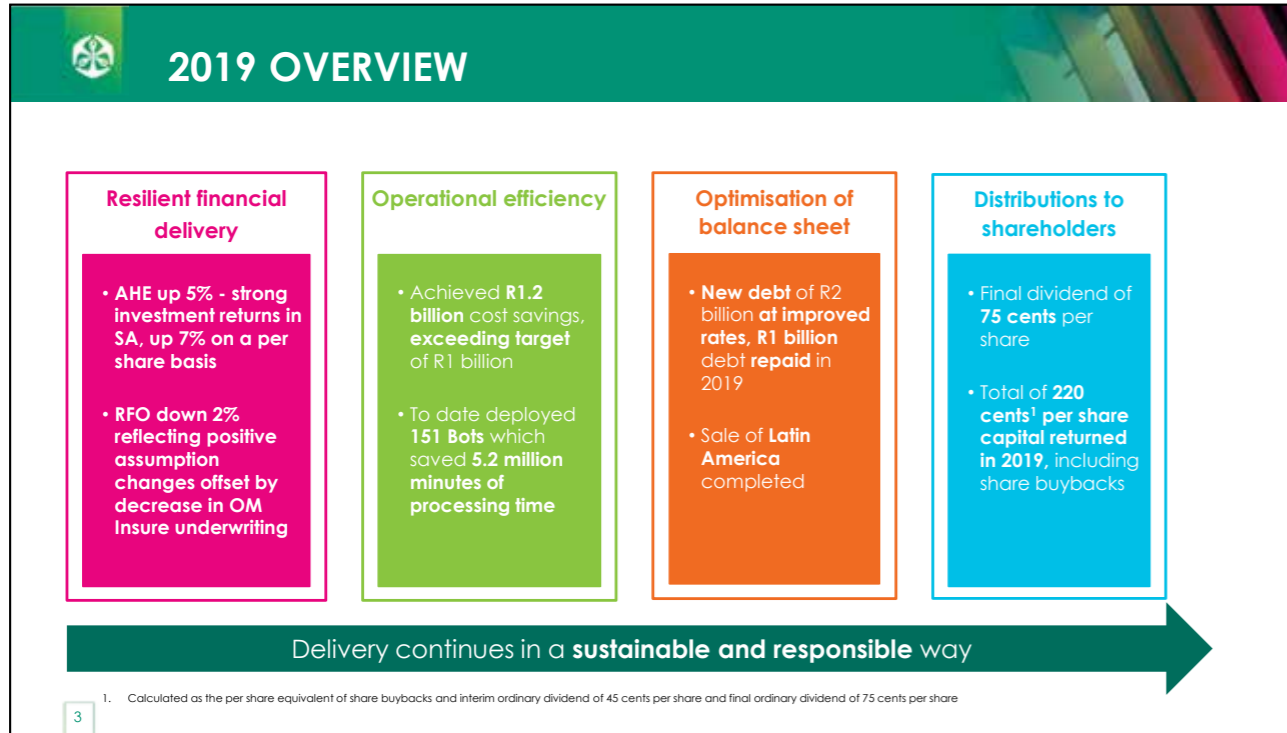 2019 OVERVIEW
Resilient financial
delivery
• AHE up 5% - strong
investment returns in
SA, up 7% on a per
share basis
• RFO down 2%
reflecting positive
assumption
changes offset by
decrease in OM
Insure underwriting
Operational efficiency
• Achieved R1.2
billion cost savings,
exceeding target
of R1 billion
• To date deployed
151 Bots which
saved 5.2 million
minutes of
processing time
Optimisation of
balance sheet
• New debt of R2
billion at improved
rates, R1 billion
debt repaid in
2019
• Sale of Latin
America
completed
Distributions to
shareholders
• Final dividend of
75 cents per
share
• Total of 220
cents¹ per share
capital returned
in 2019, including
share buybacks
Delivery continues in a sustainable and responsible way
1. Calculated as the per share equivalent of share buybacks and interim ordinary dividend of 45 cents per share and final ordinary dividend of 75 cents per share
3